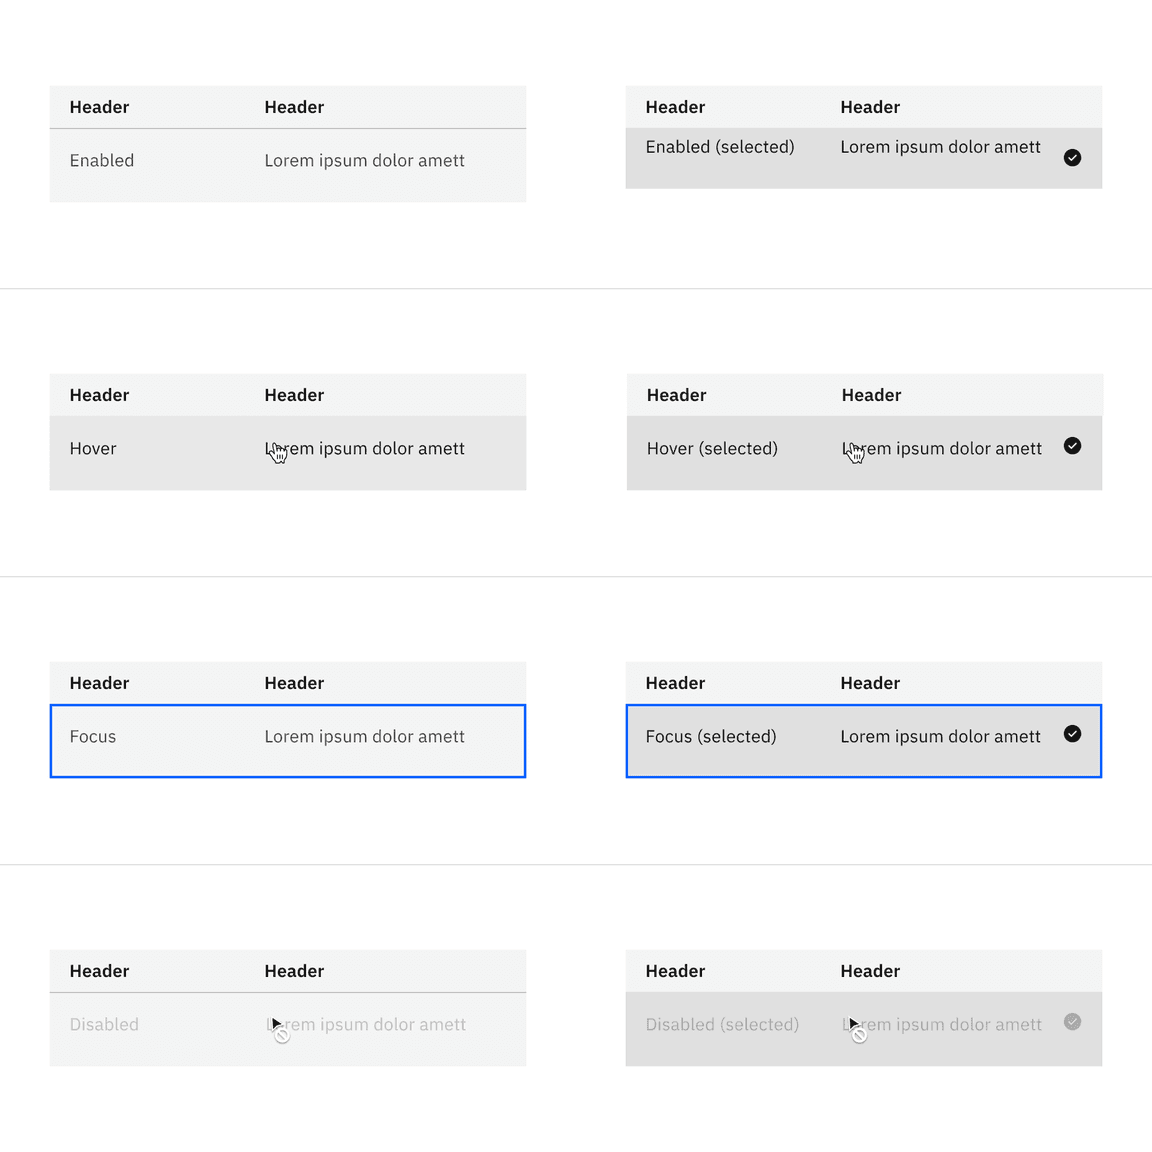 Header Header
Enabled Lorem ipsum dolor amett
Header Header
Enabled (selected) Lorem ipsum dolor amett
Header Header
Hover Lorem ipsum dolor amett
Header Header
Hover (selected) Lorem ipsum dolor amett
Header Header
Focus Lorem ipsum dolor amett
Header Header
Focus (selected) Lorem ipsum dolor amett
Header Header
Disabled Lorem ipsum dolor amett
Header Header
Disabled (selected) Lorem ipsum dolor amett